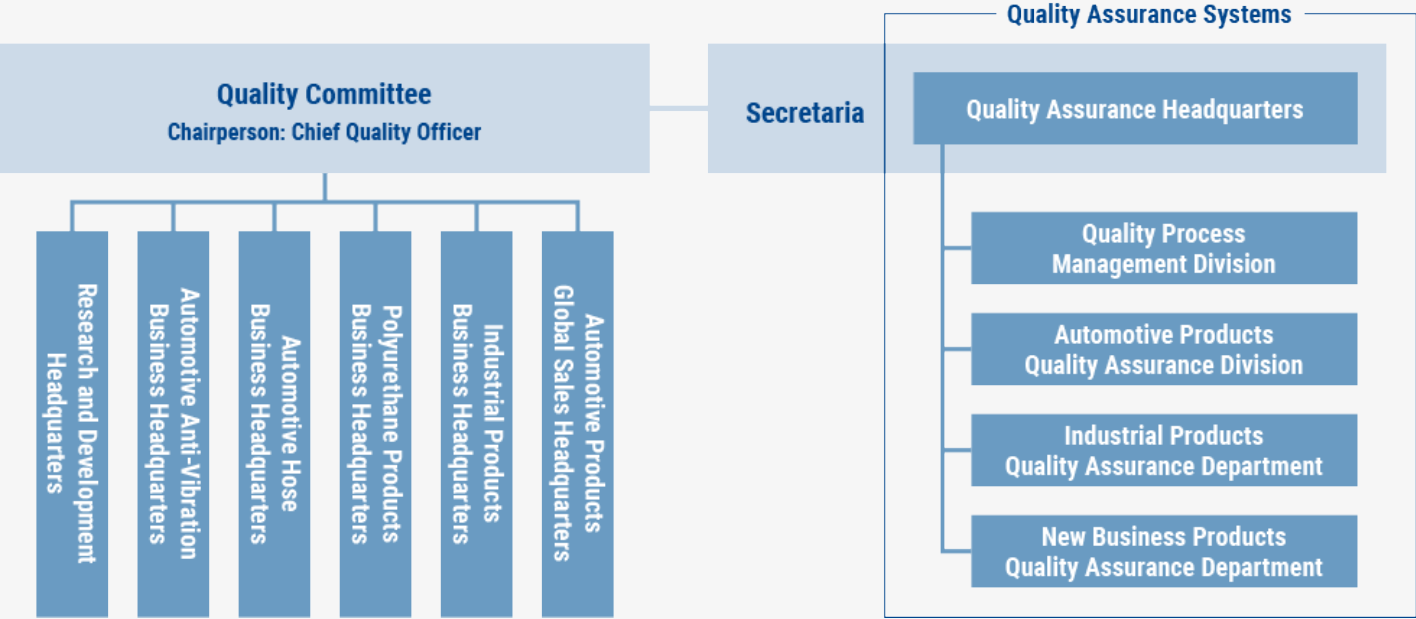 Quality Assurance Systems
Quality Committee
Chairperson: Chief Quality Officer
Secretaria
Quality Assurance Headquarters
Research and Development
Headquarters
Automotive Anti-Vibration
Business Headquarters
Automotive Hose
Business Headquarters
Polyurethane Products
Business Headquarters
Industrial Products
Business Headquarters
Automotive Products
Global Sales Headquarters
Quality Process
Management Division
Automotive Products
Quality Assurance Division
Industrial Products
Quality Assurance Department
New Business Products
Quality Assurance Department